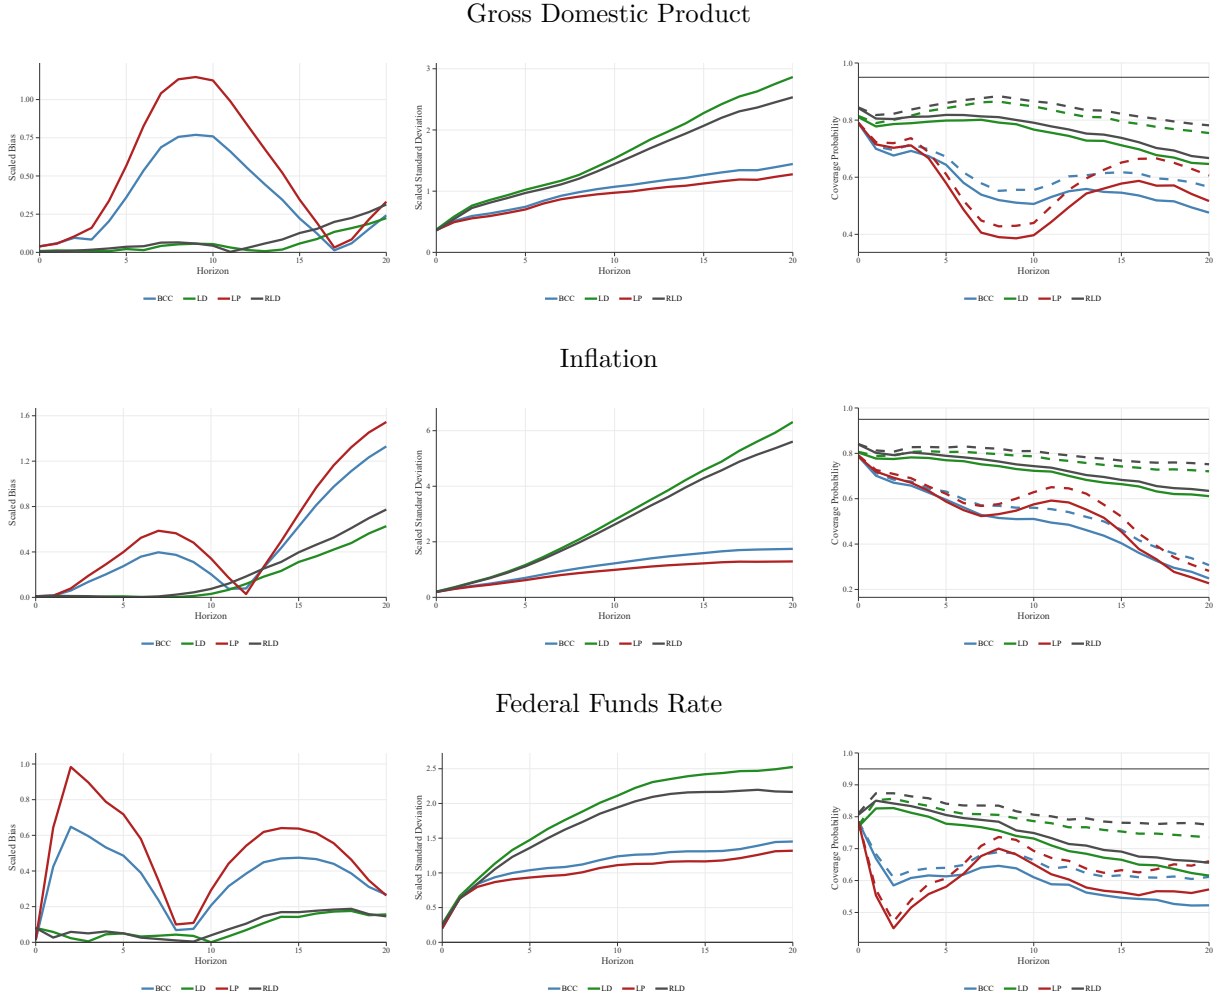 Gross Domestic Product
Scaled Bias
1.00
0.75
0.50
0.25
0.00
0 5 10 15 20
Horizon
BCC LD LP RLD
Scaled Standard Deviation
3
2
1
0
0 5 10 15 20
Horizon
BCC LD LP RLD
Coverage Probability
1.0
0.8
0.6
0.4
0 5 10 15 20
Horizon
BCC LD LP RLD
Inflation
Scaled Bias
1.6
1.2
0.8
0.4
0.0
0 5 10 15 20
Horizon
BCC LD LP RLD
Scaled Standard Deviation
6
4
2
0
0 5 10 15 20
Horizon
BCC LD LP RLD
Coverage Probability
1.0
0.8
0.6
0.4
0.2
0 5 10 15 20
Horizon
BCC LD LP RLD
Federal Funds Rate
Scaled Bias
1.0
0.8
0.6
0.4
0.2
0.0
0 5 10 15 20
Horizon
BCC LD LP RLD
Scaled Standard Deviation
2.5
2.0
1.5
1.0
0.5
0.0
0 5 10 15 20
Horizon
BCC LD LP RLD
Coverage Probability
1.0
0.9
0.8
0.7
0.6
0.5
0 5 10 15 20
Horizon
BCC LD LP RLD